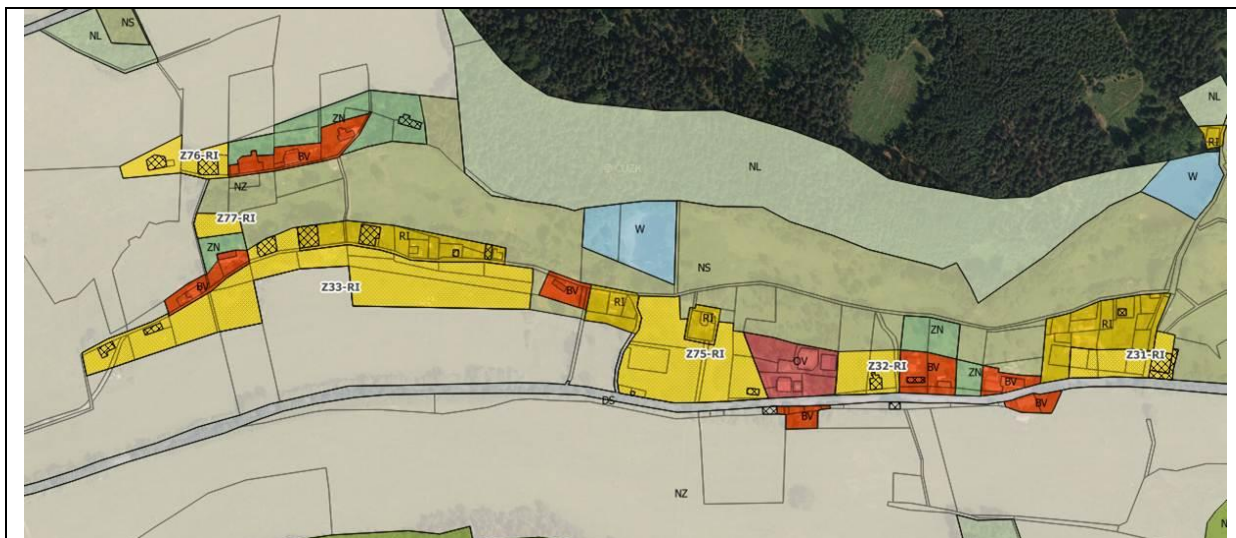 NS
NL
NL
ZN
Z76-RI
BV
RI
NL
W
NZ
Z77-RI
W
RI
ZN
NS
BV
Z33-RI
BV
RI
RI
ZN
RI
Z75-RI
OV
Z32-RI
BV
Z31-RI
ZN
BV
DS
BV
BV
NZ
N